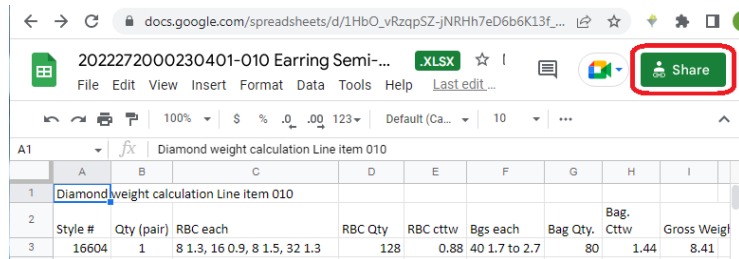 docs.google.com/spreadsheets/d/1HbO_vRzqpSZ-jNRHh7eD6b6K13f_...
2022272000230401-010 Earring Semi-... .XLSX
Share
File Edit View Insert Format Data Tools Help Last edit ...
100% $ % .0 .00 123 Default (Ca... 10
A1 fx Diamond weight calculation Line item 010
A B C D E F G H I
1 Diamond weight calculation Line item 010
2 Style # Qty (pair) RBC each RBC Qty RBC cttw Bgs each Bag Qty. Bag. Cttw Gross Weigh
3 16604 1 8 1.3, 16 0.9, 8 1.5, 32 1.3 128 0.88 40 1.7 to 2.7 80 1.44 8.41